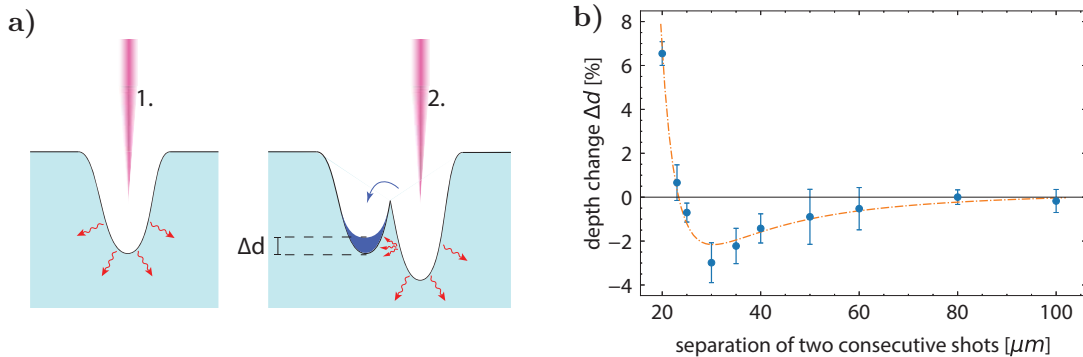 a)
1.
2.
Δd
b)
depth change Δd [%]
8
6
4
2
0
−2
−4
20
40
60
80
100
separation of two consecutive shots [μm]